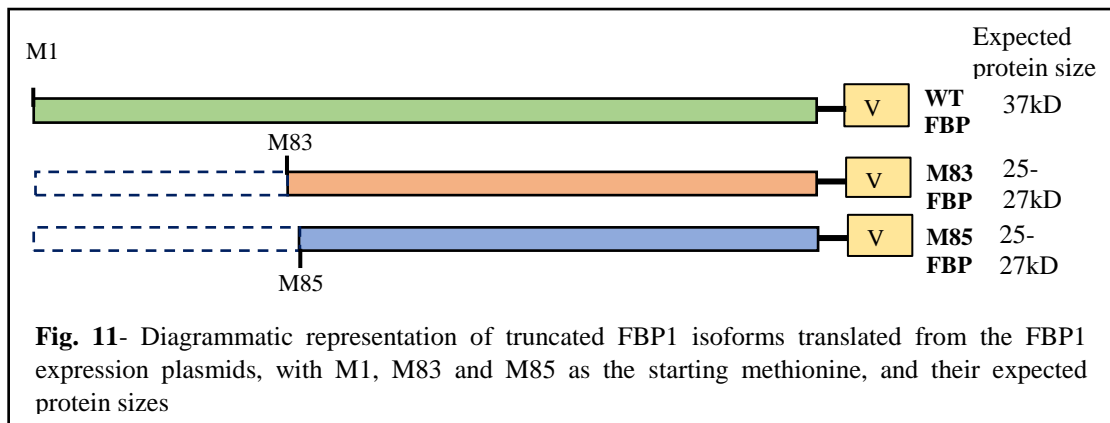 Expected
protein size
M1
V
WT
FBP
37kD
M83
V
M83
FBP
25-
27kD
V
M85
FBP
25-
27kD
M85
Fig. 11- Diagrammatic representation of truncated FBP1 isoforms translated from the FBP1
expression plasmids, with M1, M83 and M85 as the starting methionine, and their expected
protein sizes